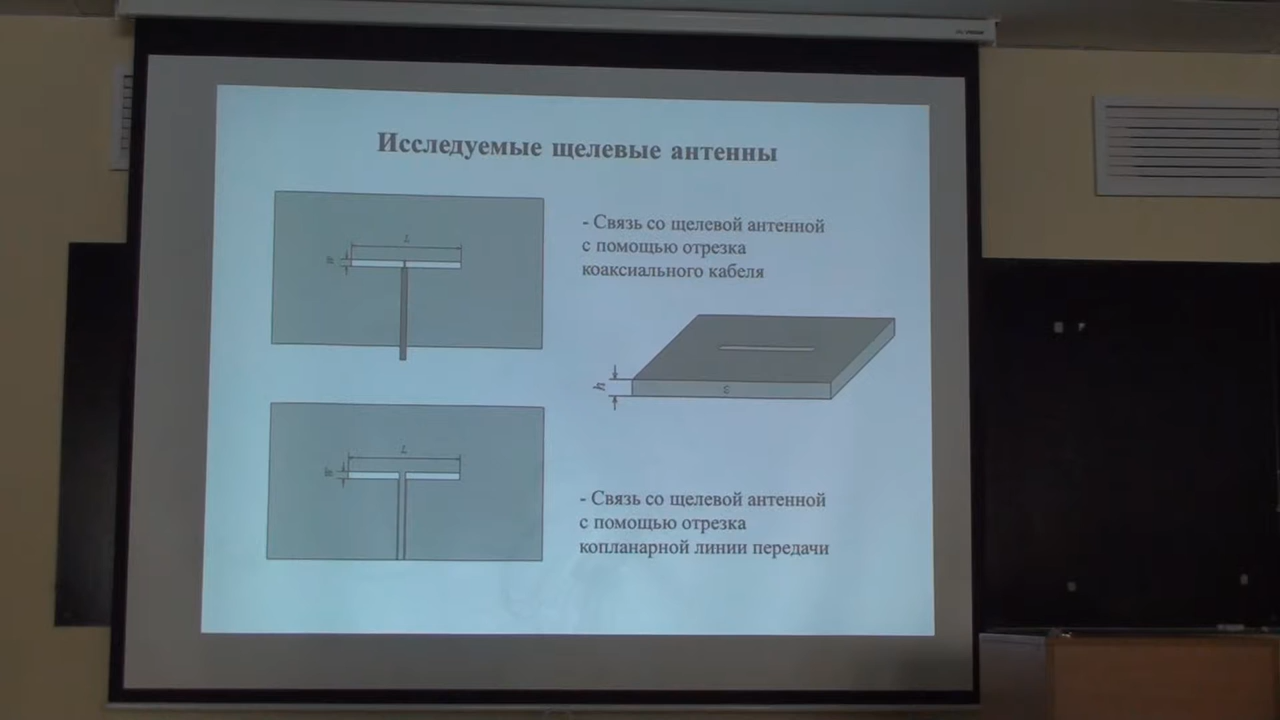 Исследуемые щелевые антенны
L
- Связь со щелевой антенной
с помощью отрезка
коаксиального кабеля
h
ε
L
- Связь со щелевой антенной
с помощью отрезка
копланарной линии передачи